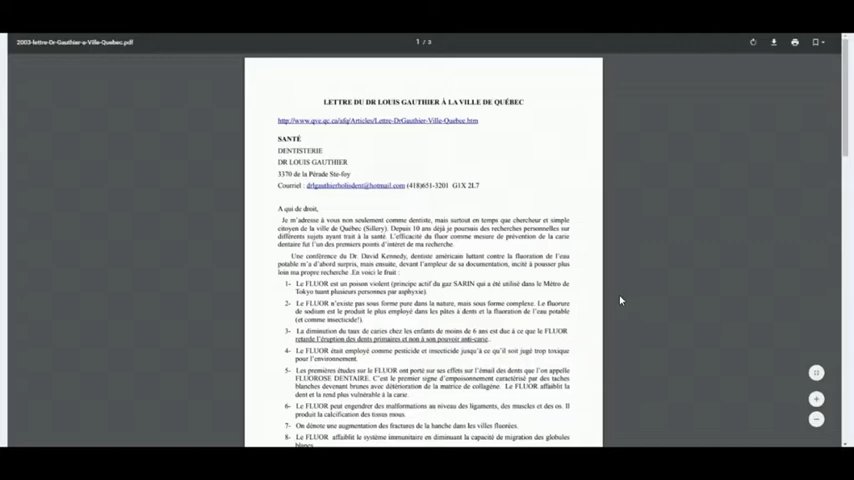 2003-lettre-Dr-Gauthier-a-Ville-Quebec.pdf
1 / 3
LETTRE DU DR LOUIS GAUTHIER À LA VILLE DE QUÉBEC
http://www.qve.qc.ca/afq/Articles/Lettre-DrGauthier-Ville-Quebec.htm
SANTÉ
DENTISTERIE
DR LOUIS GAUTHIER
3370 de la Pérade Ste-foy
Courriel : drlgauthierholisdent@hotmail.com (418)651-3201 G1X 2L7
A qui de droit,
Je m'adresse à vous non seulement comme dentiste, mais surtout en temps que chercheur et simple
citoyen de la ville de Québec (Sillery). Depuis 10 ans déjà je poursuis des recherches personnelles sur
différents sujets ayant trait à la santé. L'efficacité du fluor comme mesure de prévention de la carie
dentaire fut l'un des premiers points d'intéret de ma recherche.
Une conférence du Dr. David Kennedy, dentiste américain luttant contre la fluoration de l'eau
potable m'a d'abord surpris, mais ensuite, devant l'ampleur de sa documentation, incité à pousser plus
loin ma propre recherche .En voici le fruit :
1- Le FLUOR est un poison violent (principe actif du gaz SARIN qui a été utilisé dans le Métro de
Tokyo tuant plusieurs personnes par asphyxie).
2- Le FLUOR n'existe pas sous forme pure dans la nature, mais sous forme complexe. Le fluorure
de sodium est le produit le plus employé dans les pâtes à dents et la fluoration de l'eau potable
(et comme insecticide!).
3- La diminution du taux de caries chez les enfants de moins de 6 ans est due à ce que le FLUOR
retarde l'éruption des dents primaires et non à son pouvoir anti-carie.
4- Le FLUOR était employé comme pesticide et insecticide jusqu'à ce qu'il soit jugé trop toxique
pour l'environnement.
5- Les premières études sur le FLUOR ont porté sur ses effets sur l'émail des dents que l'on appelle
FLUOROSE DENTAIRE. C'est le premier signe d'empoisonnement caractérisé par des taches
blanches devenant brunes avec détérioration de la matrice de collagène. Le FLUOR affaiblit la
dent et la rend plus vulnérable à la carie.
6- Le FLUOR peut engendrer des malformations au niveau des ligaments, des muscles et des os. Il
produit la calcification des tissus mous.
7- On dénote une augmentation des fractures de la hanche dans les villes fluorées.
8- Le FLUOR affaiblit le système immunitaire en diminuant la capacité de migration des globules
blancs.